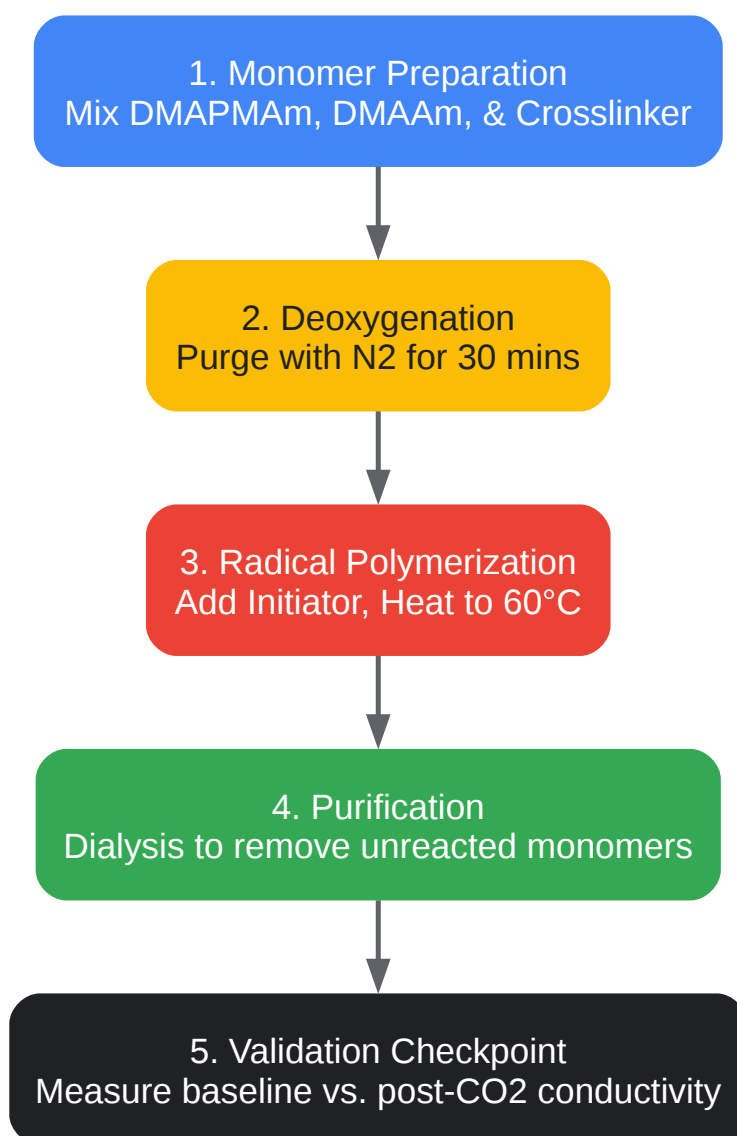 1. Monomer Preparation
Mix DMAPMAm, DMAAm, & Crosslinker
2. Deoxygenation
Purge with N2 for 30 mins
3. Radical Polymerization
Add Initiator, Heat to 60°C
4. Purification
Dialysis to remove unreacted monomers
5. Validation Checkpoint
Measure baseline vs. post-CO2 conductivity